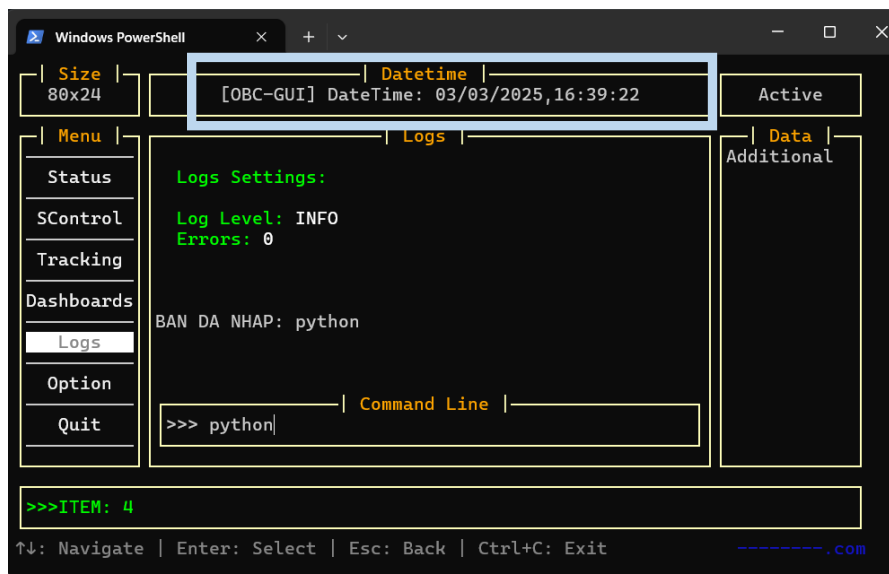 Windows PowerShell
Size
80x24
Datetime
[OBC-GUI] DateTime: 03/03/2025,16:39:22
Active
Menu
Status
SControl
Tracking
Dashboards
Logs
Option
Quit
Logs
Logs Settings:
Log Level: INFO
Errors: 0
BAN DA NHAP: python
Command Line
>>> python
Data
Additional
>>>ITEM: 4
↑↓: Navigate | Enter: Select | Esc: Back | Ctrl+C: Exit
--------.com